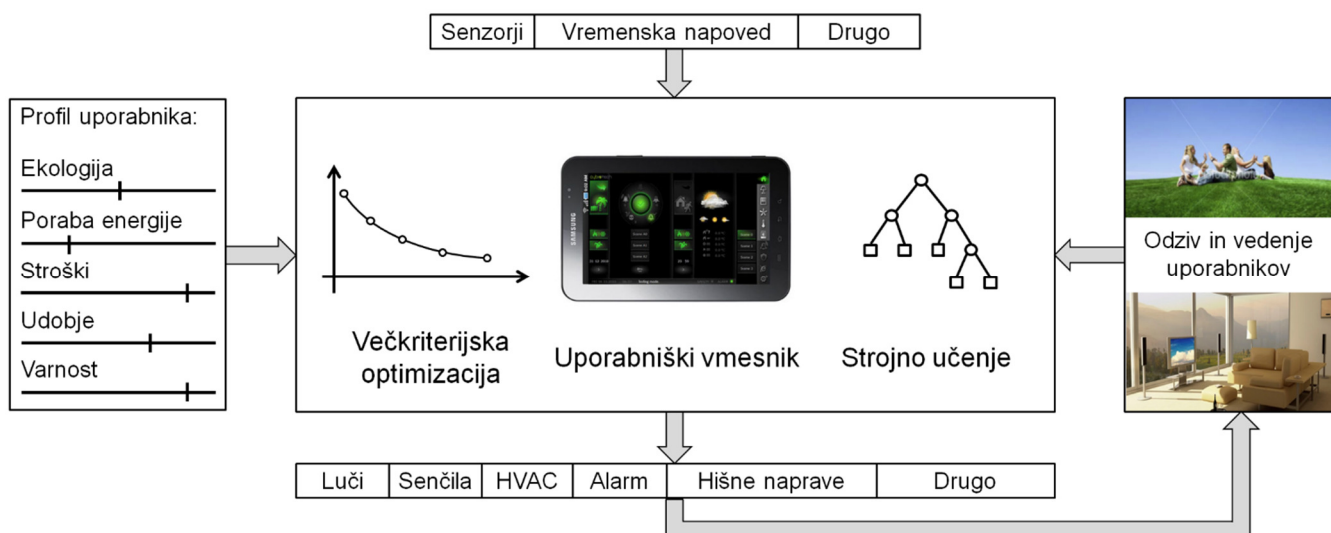 Senzorji Vremenska napoved Drugo
Profil uporabnika:
Ekologija
Poraba energije
Stroški
Udobje
Varnost
SAMSUNG
Večkriterijska
optimizacija
Uporabniški vmesnik
Strojno učenje
Odziv in vedenje
uporabnikov
Luči Senčila HVAC Alarm Hišne naprave Drugo